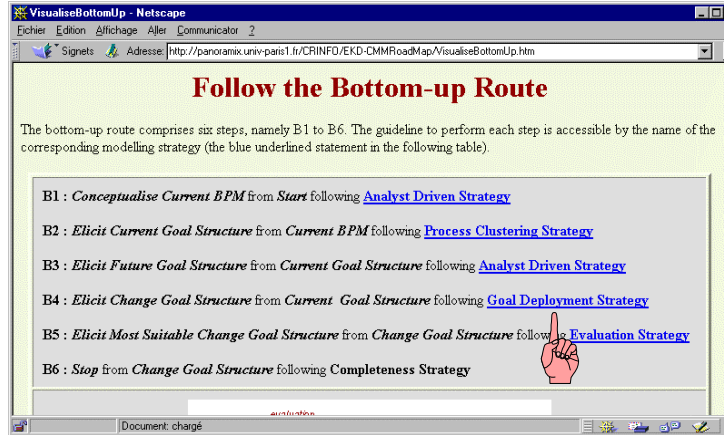 VisualiseBottomUp - Netscape
Fichier Edition Affichage Aller Communicator ?
Signets Adresse: http://panoramix.univ-paris1.fr/CRINFO/EKD-CMMRoadMap/VisualiseBottomUp.htm
Follow the Bottom-up Route
The bottom-up route comprises six steps, namely B1 to B6. The guideline to perform each step is accessible by the name of the
corresponding modelling strategy (the blue underlined statement in the following table).
B1 : Conceptualise Current BPM from Start following Analyst Driven Strategy
B2 : Elicit Current Goal Structure from Current BPM following Process Clustering Strategy
B3 : Elicit Future Goal Structure from Current Goal Structure following Analyst Driven Strategy
B4 : Elicit Change Goal Structure from Current Goal Structure following Goal Deployment Strategy
B5 : Elicit Most Suitable Change Goal Structure from Change Goal Structure following Evaluation Strategy
B6 : Stop from Change Goal Structure following Completeness Strategy
evaluation
Document: chargé